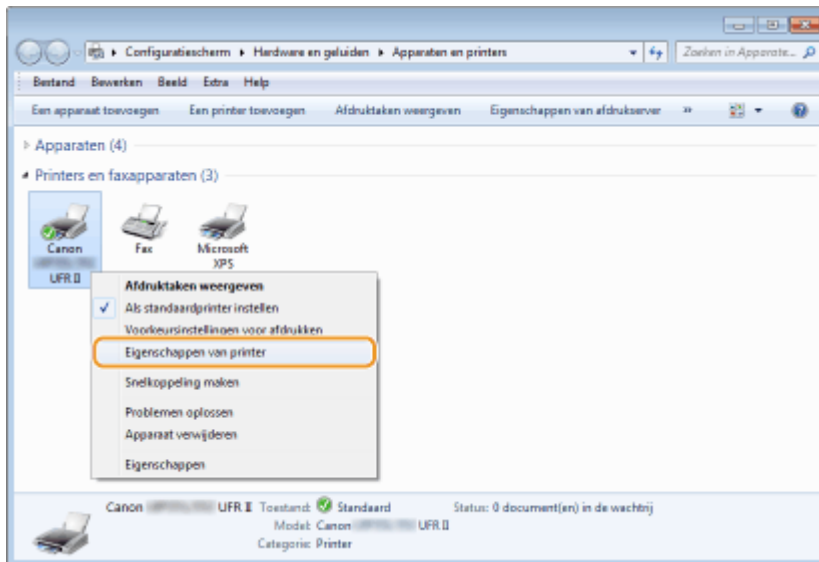 Configuratiescherm ▸ Hardware en geluiden ▸ Apparaten en printers
Zoeken in Apparate...
Bestand Bewerken Beeld Extra Help
Een apparaat toevoegen Een printer toevoegen Afdruktaken weergeven Eigenschappen van afdrukserver »
Apparaten (4)
Printers en faxapparaten (3)
Canon
UFR II
Fax
Microsoft
XPS
Afdruktaken weergeven
Als standaardprinter instellen
Voorkeursinstellingen voor afdrukken
Eigenschappen van printer
Snelkoppeling maken
Problemen oplossen
Apparaat verwijderen
Eigenschappen
Canon UFR II Toestand: Standaard Status: 0 document(en) in de wachtrij
Model: Canon UFR II
Categorie: Printer